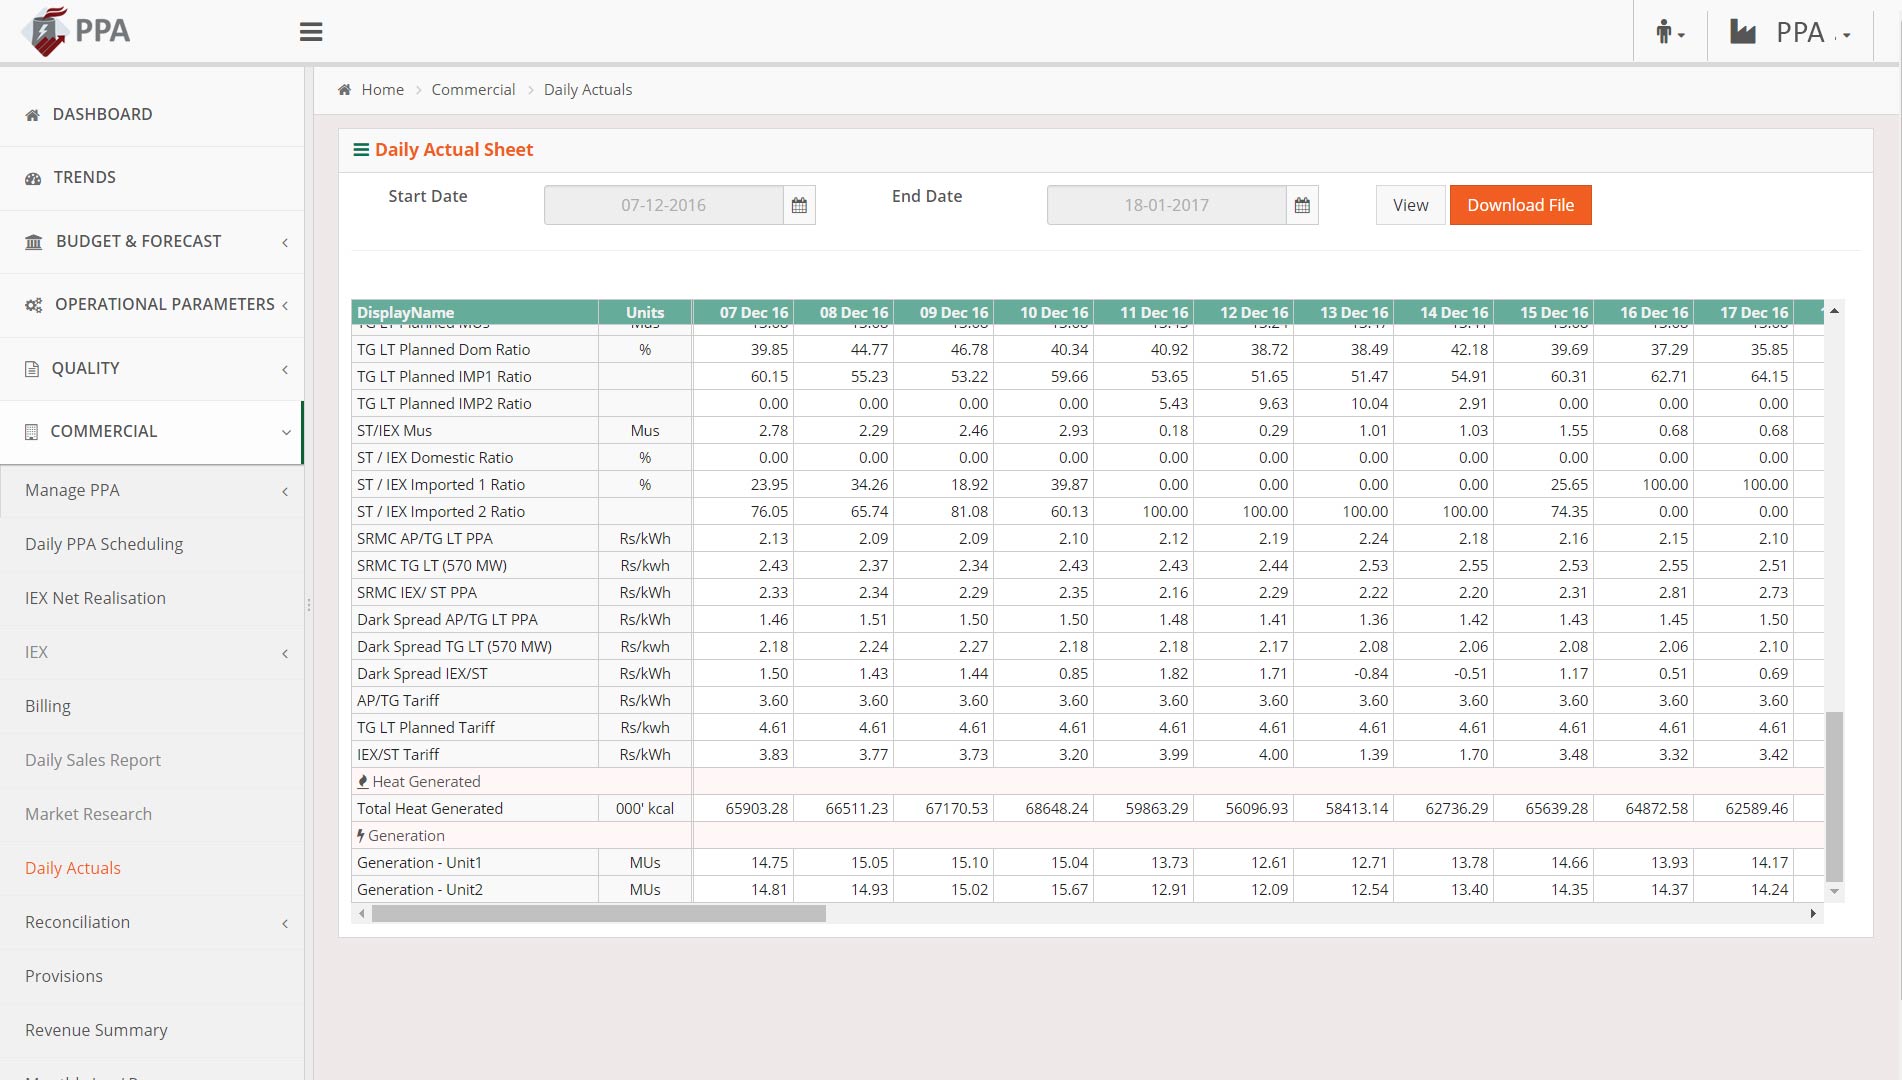 PPA
PPA
DASHBOARD
TRENDS
BUDGET & FORECAST
OPERATIONAL PARAMETERS
QUALITY
COMMERCIAL
Manage PPA
Daily PPA Scheduling
IEX Net Realisation
IEX
Billing
Daily Sales Report
Market Research
Daily Actuals
Reconciliation
Provisions
Revenue Summary
Home > Commercial > Daily Actuals
Daily Actual Sheet
Start Date 07-12-2016 End Date 18-01-2017 View Download File
DisplayName Units 07 Dec 16 08 Dec 16 09 Dec 16 10 Dec 16 11 Dec 16 12 Dec 16 13 Dec 16 14 Dec 16 15 Dec 16 16 Dec 16 17 Dec 16
TG LT Planned Dom Ratio % 39.85 44.77 46.78 40.34 40.92 38.72 38.49 42.18 39.69 37.29 35.85
TG LT Planned IMP1 Ratio 60.15 55.23 53.22 59.66 53.65 51.65 51.47 54.91 60.31 62.71 64.15
TG LT Planned IMP2 Ratio 0.00 0.00 0.00 0.00 5.43 9.63 10.04 2.91 0.00 0.00 0.00
ST/IEX Mus Mus 2.78 2.29 2.46 2.93 0.18 0.29 1.01 1.03 1.55 0.68 0.68
ST / IEX Domestic Ratio % 0.00 0.00 0.00 0.00 0.00 0.00 0.00 0.00 0.00 0.00 0.00
ST / IEX Imported 1 Ratio % 23.95 34.26 18.92 39.87 0.00 0.00 0.00 0.00 25.65 100.00 100.00
ST / IEX Imported 2 Ratio 76.05 65.74 81.08 60.13 100.00 100.00 100.00 100.00 74.35 0.00 0.00
SRMC AP/TG LT PPA Rs/kWh 2.13 2.09 2.09 2.10 2.12 2.19 2.24 2.18 2.16 2.15 2.10
SRMC TG LT (570 MW) Rs/kwh 2.43 2.37 2.34 2.43 2.43 2.44 2.53 2.55 2.53 2.55 2.51
SRMC IEX/ ST PPA Rs/kWh 2.33 2.34 2.29 2.35 2.16 2.29 2.22 2.20 2.31 2.81 2.73
Dark Spread AP/TG LT PPA Rs/kWh 1.46 1.51 1.50 1.50 1.48 1.41 1.36 1.42 1.43 1.45 1.50
Dark Spread TG LT (570 MW) Rs/kWh 2.18 2.24 2.27 2.18 2.18 2.17 2.08 2.06 2.08 2.06 2.10
Dark Spread IEX/ST Rs/kWh 1.50 1.43 1.44 0.85 1.82 1.71 -0.84 -0.51 1.17 0.51 0.69
AP/TG Tariff Rs/kWh 3.60 3.60 3.60 3.60 3.60 3.60 3.60 3.60 3.60 3.60 3.60
TG LT Planned Tariff Rs/kwh 4.61 4.61 4.61 4.61 4.61 4.61 4.61 4.61 4.61 4.61 4.61
IEX/ST Tariff Rs/kWh 3.83 3.77 3.73 3.20 3.99 4.00 1.39 1.70 3.48 3.32 3.42
Heat Generated
Total Heat Generated 000' kcal 65903.28 66511.23 67170.53 68648.24 59863.29 56096.93 58413.14 62736.29 65639.28 64872.58 62589.46
Generation
Generation - Unit1 MUs 14.75 15.05 15.10 15.04 13.73 12.61 12.71 13.78 14.66 13.93 14.17
Generation - Unit2 MUs 14.81 14.93 15.02 15.67 12.91 12.09 12.54 13.40 14.35 14.37 14.24